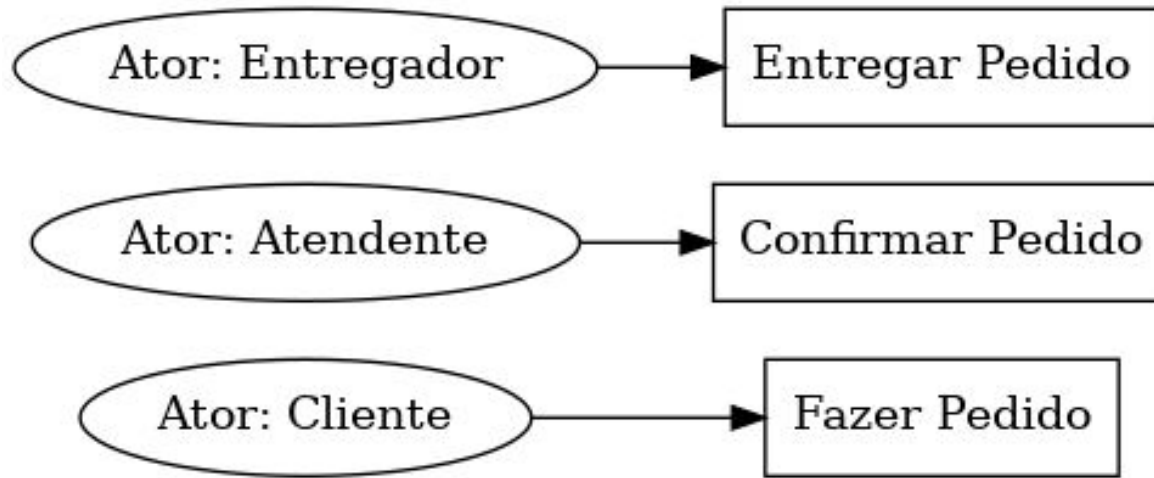 Ator: Entregador
Entregar Pedido
Ator: Atendente
Confirmar Pedido
Ator: Cliente
Fazer Pedido